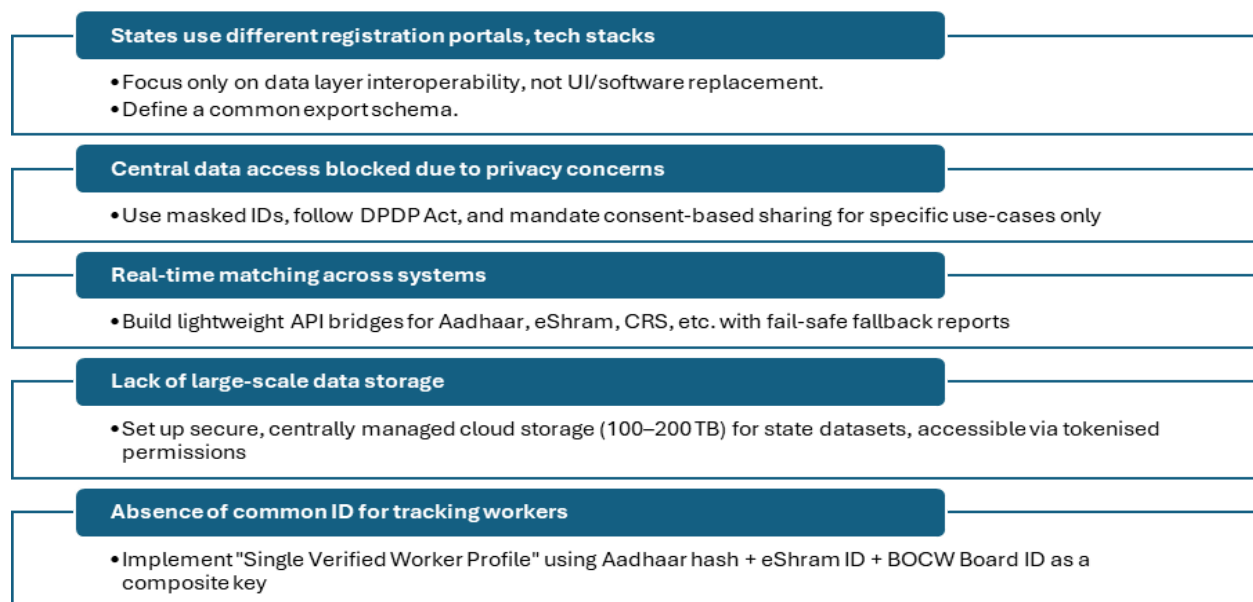 States use different registration portals, tech stacks
•Focus only on data layer interoperability, not UI/software replacement.
•Define a common export schema.
Central data access blocked due to privacy concerns
•Use masked IDs, follow DPDP Act, and mandate consent-based sharing for specific use-cases only
Real-time matching across systems
•Build lightweight API bridges for Aadhaar, eShram, CRS, etc. with fail-safe fallback reports
Lack of large-scale data storage
•Set up secure, centrally managed cloud storage (100–200 TB) for state datasets, accessible via tokenised
permissions
Absence of common ID for tracking workers
•Implement "Single Verified Worker Profile" using Aadhaar hash + eShram ID + BOCW Board ID as a
composite key